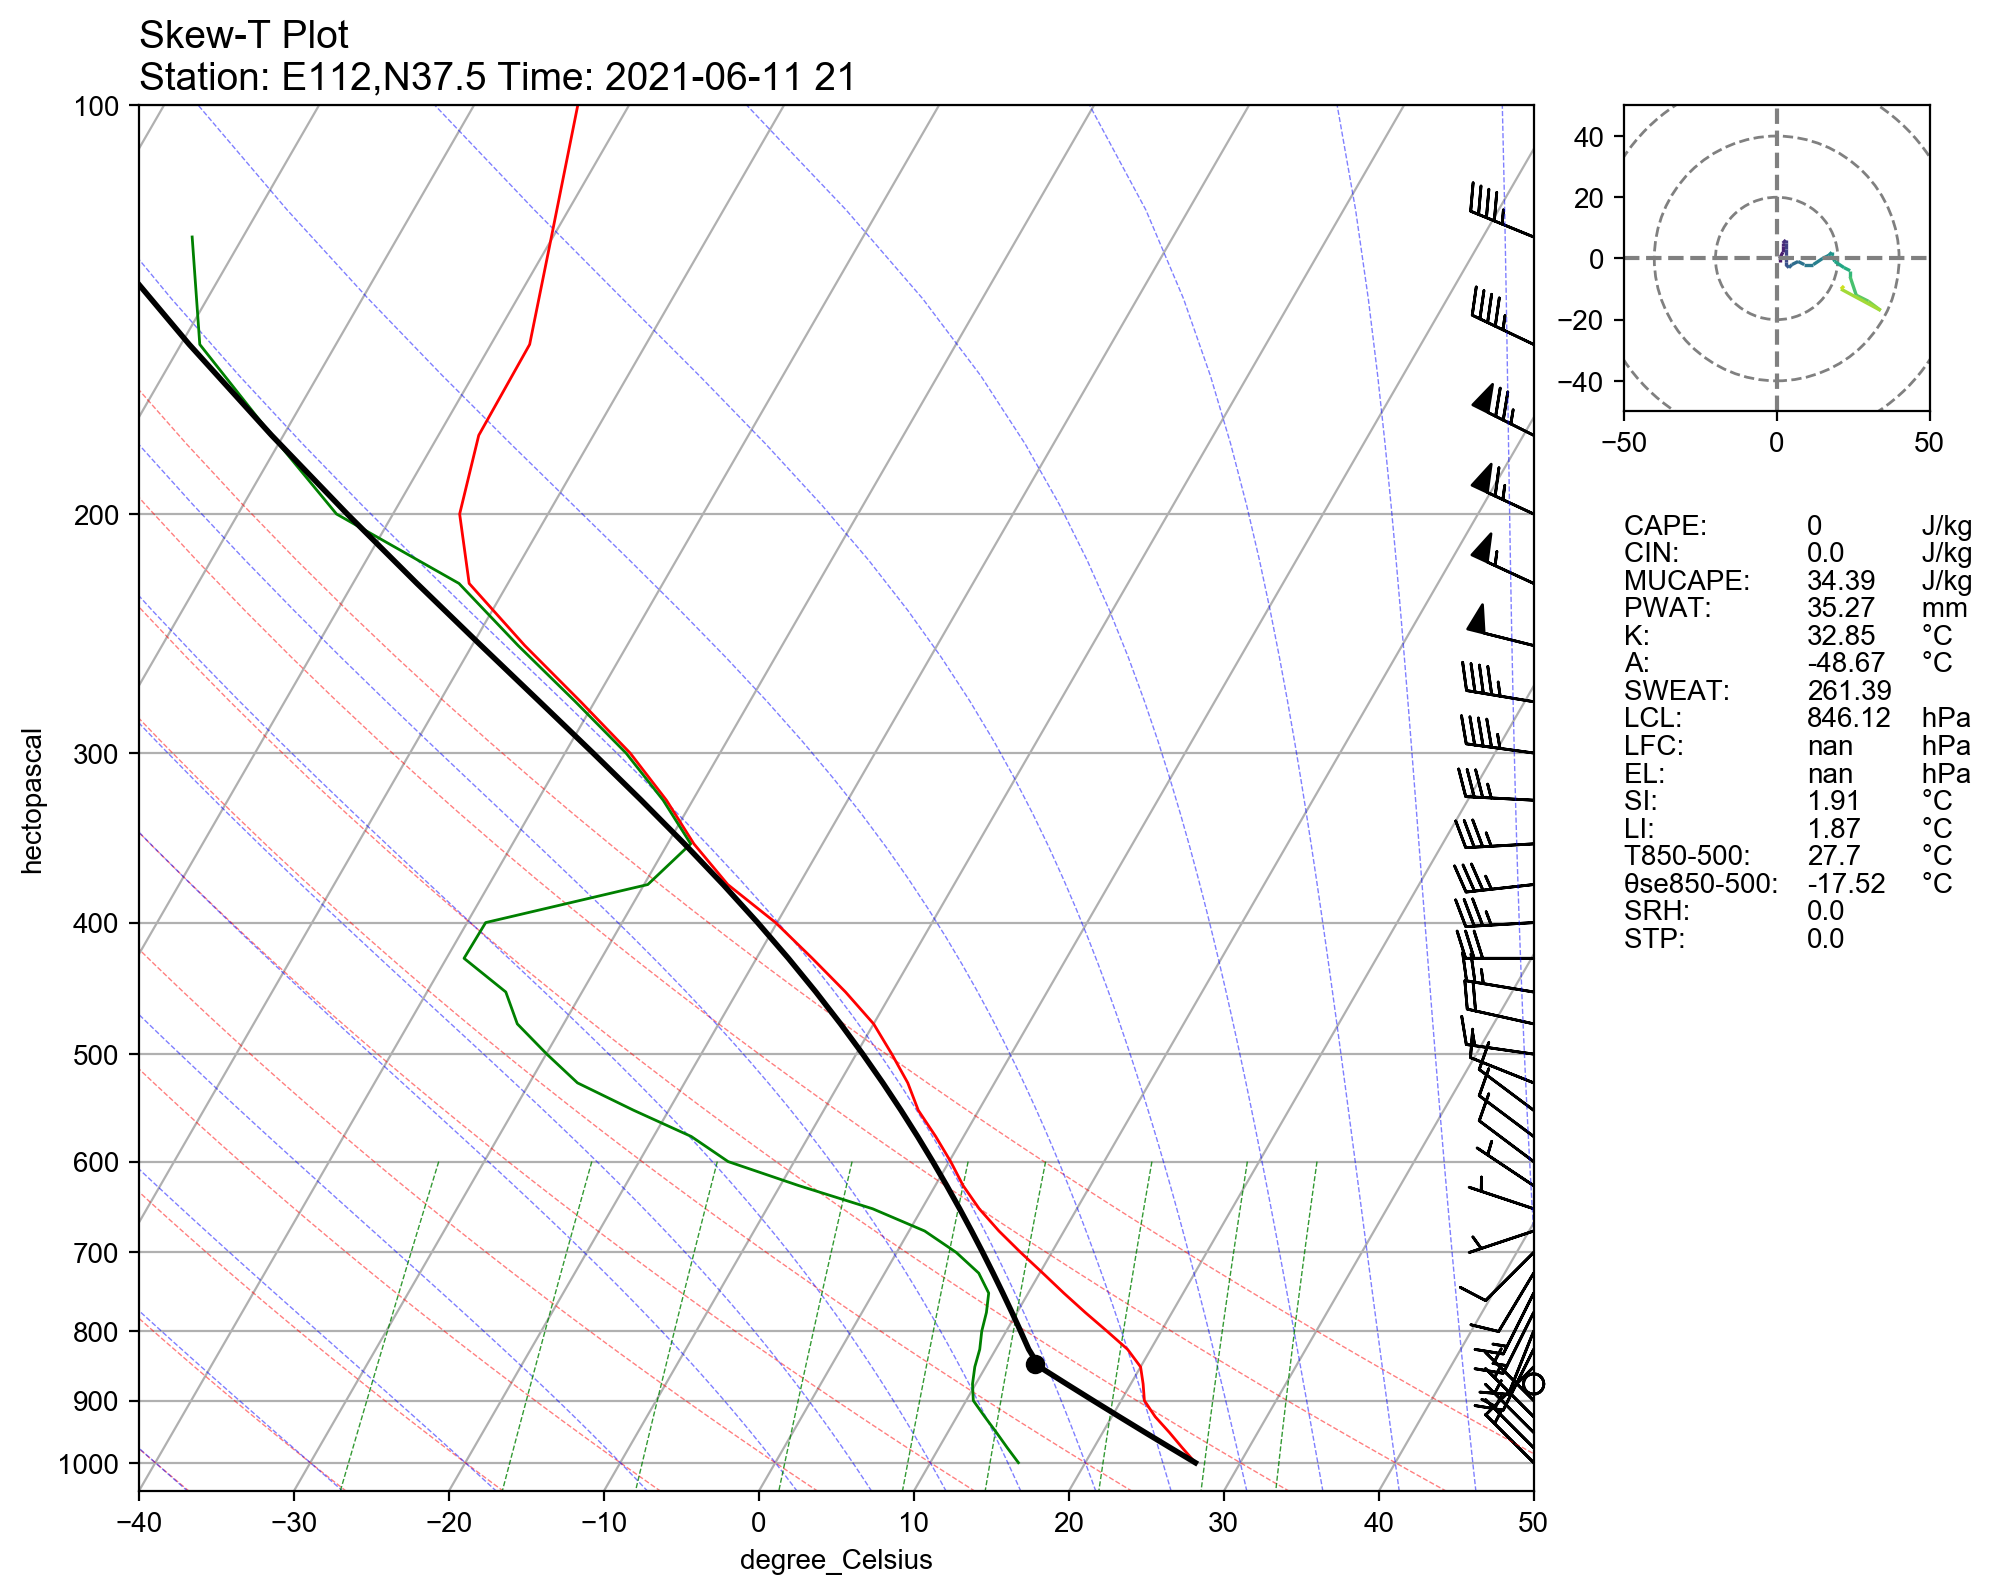 Skew-T Plot
Station: E112,N37.5 Time: 2021-06-11 21
100
200
300
400
500
600
700
800
900
1000
hectopascal
−40
−30
−20
−10
0
10
20
30
40
50
degree_Celsius
40
20
0
−20
−40
−50
0
50
CAPE: 0 J/kg
CIN: 0.0 J/kg
MUCAPE: 34.39 J/kg
PWAT: 35.27 mm
K: 32.85 °C
A: -48.67 °C
SWEAT: 261.39
LCL: 846.12 hPa
LFC: nan hPa
EL: nan hPa
SI: 1.91 °C
LI: 1.87 °C
T850-500: 27.7 °C
θse850-500: -17.52 °C
SRH: 0.0
STP: 0.0